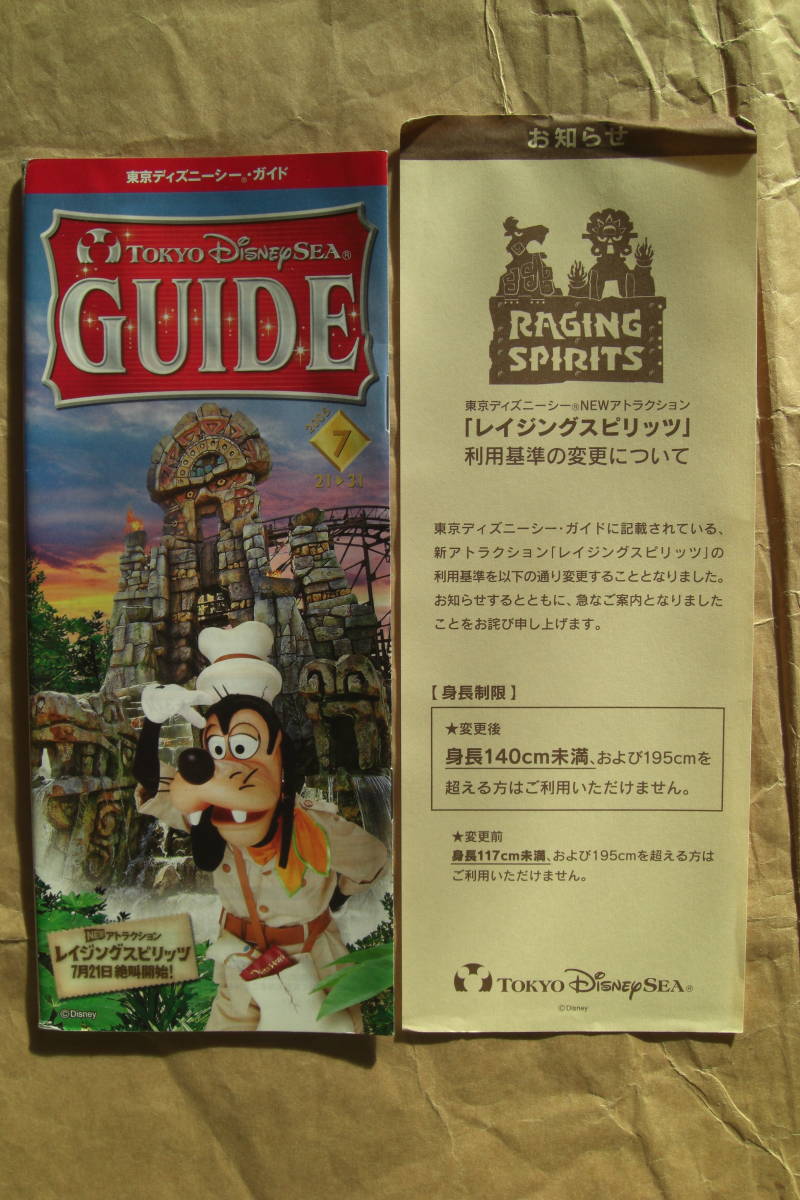 東京ディズニーシー®・ガイド
TOKYO DISNEYSEA®
GUIDE
2005
7
21▶31
NEWアトラクション
レイジングスピリッツ
7月21日 絶叫開始!
©Disney
お知らせ
RAGING
SPIRITS
東京ディズニーシー®NEWアトラクション
「レイジングスピリッツ」
利用基準の変更について
東京ディズニーシー・ガイドに記載されている、
新アトラクション「レイジングスピリッツ」の
利用基準を以下の通り変更することとなりました。
お知らせするとともに、急なご案内となりました
ことをお詫び申し上げます。
【身長制限】
★変更後
身長140cm未満、および195cmを
超える方はご利用いただけません。
★変更前
身長117cm未満、および195cmを超える方は
ご利用いただけません。
TOKYO DISNEYSEA®
©Disney